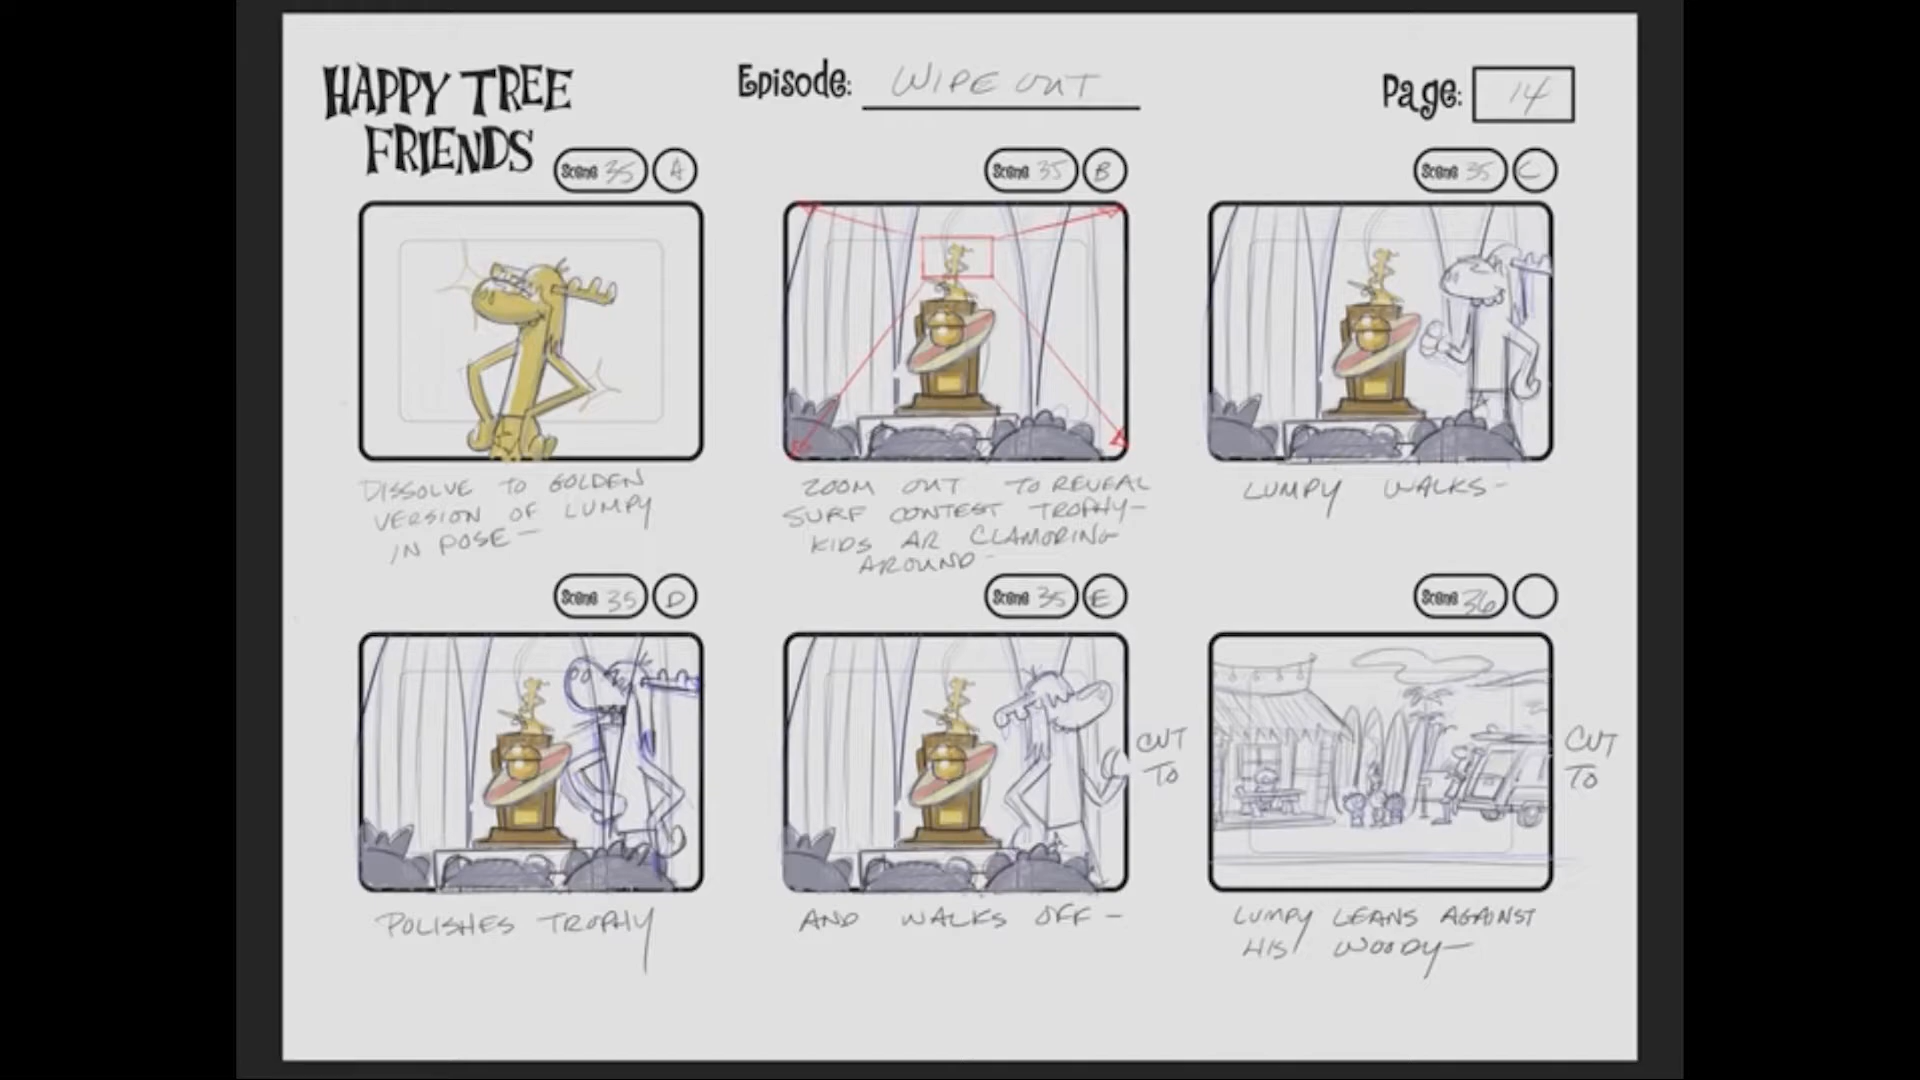 HAPPY TREE
FRIENDS
Episode: WIPE OUT
Page: 14
Scene 35 A
Scene 35 B
Scene 35 C
DISSOLVE TO GOLDEN
VERSION OF LUMPY
IN POSE —
ZOOM OUT TO REVEAL
SURF CONTEST TROPHY —
KIDS AR CLAMORING
AROUND -
LUMPY WALKS -
Scene 35 D
Scene 35 E
Scene 36
CUT
TO
CUT
TO
POLISHES TROPHY
AND WALKS OFF —
LUMPY LEANS AGAINST
HIS WOODY —